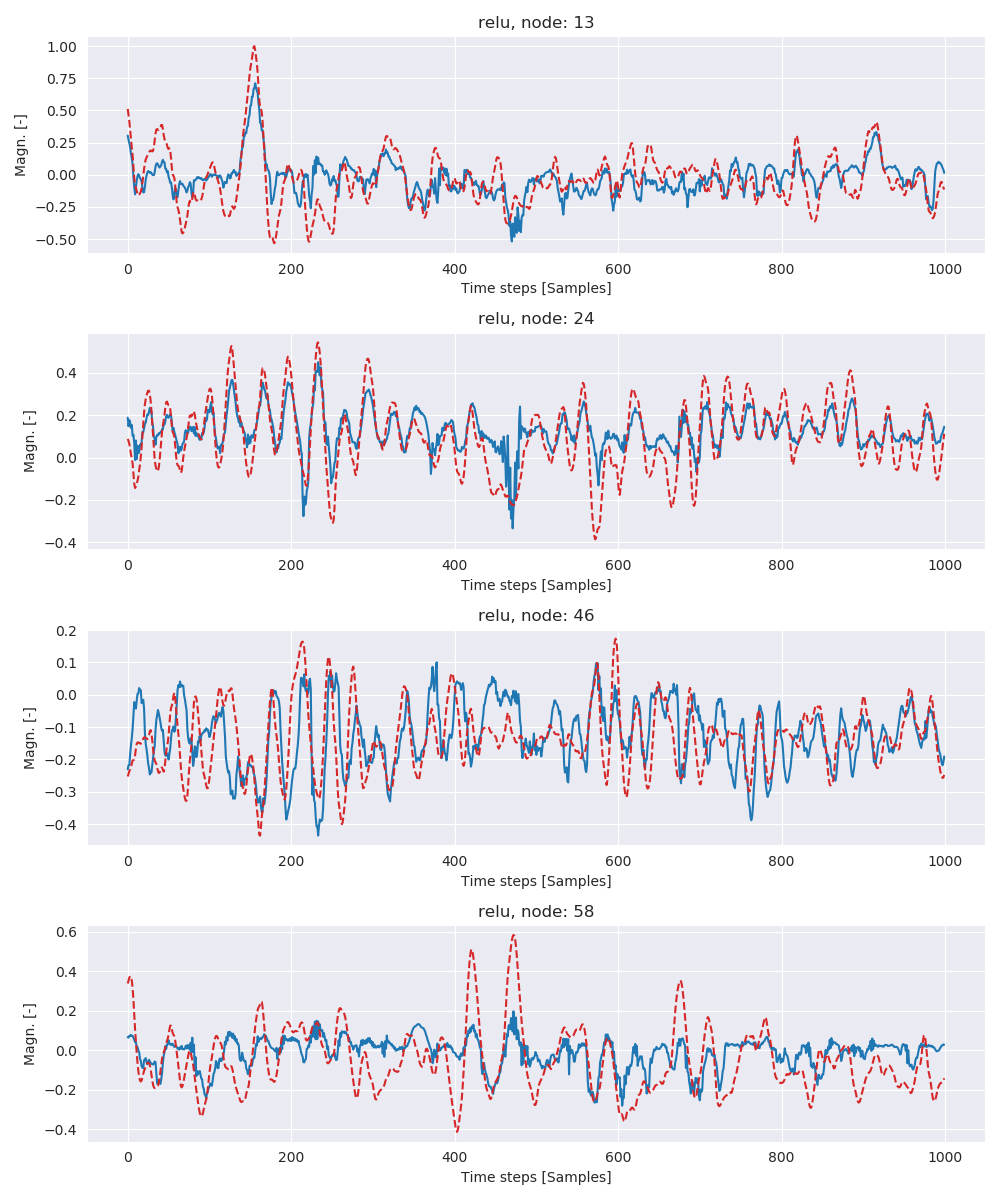 relu, node: 13
1.00
0.75
0.50
0.25
0.00
−0.25
−0.50
Magn. [-]
0 200 400 600 800 1000
Time steps [Samples]
relu, node: 24
0.4
0.2
0.0
−0.2
−0.4
Magn. [-]
0 200 400 600 800 1000
Time steps [Samples]
relu, node: 46
0.2
0.1
0.0
−0.1
−0.2
−0.3
−0.4
Magn. [-]
0 200 400 600 800 1000
Time steps [Samples]
relu, node: 58
0.6
0.4
0.2
0.0
−0.2
−0.4
Magn. [-]
0 200 400 600 800 1000
Time steps [Samples]